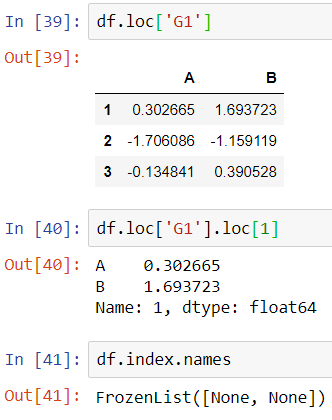 In [39]: df.loc['G1']
Out[39]:
A B
1 0.302665 1.693723
2 -1.706086 -1.159119
3 -0.134841 0.390528
In [40]: df.loc['G1'].loc[1]
Out[40]: A 0.302665
B 1.693723
Name: 1, dtype: float64
In [41]: df.index.names
Out[41]: FrozenList([None, None])